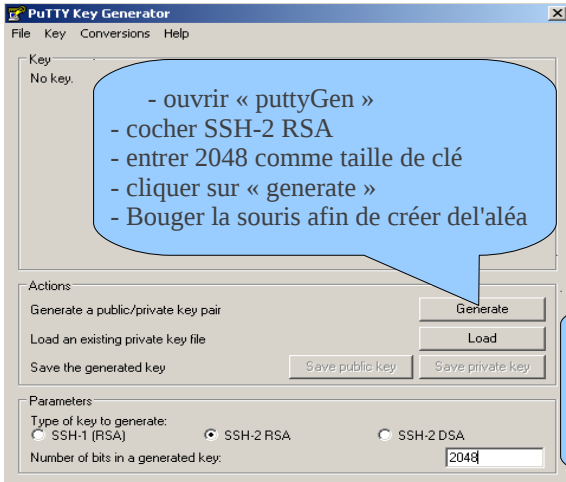 PuTTY Key Generator
File Key Conversions Help
Key
No key.
- ouvrir « puttyGen »
- cocher SSH-2 RSA
- entrer 2048 comme taille de clé
- cliquer sur « generate »
- Bouger la souris afin de créer del'aléa
Actions
Generate a public/private key pair
Generate
Load an existing private key file
Load
Save the generated key
Save public key
Save private key
Parameters
Type of key to generate:
SSH-1 (RSA)
SSH-2 RSA
SSH-2 DSA
Number of bits in a generated key:
2048